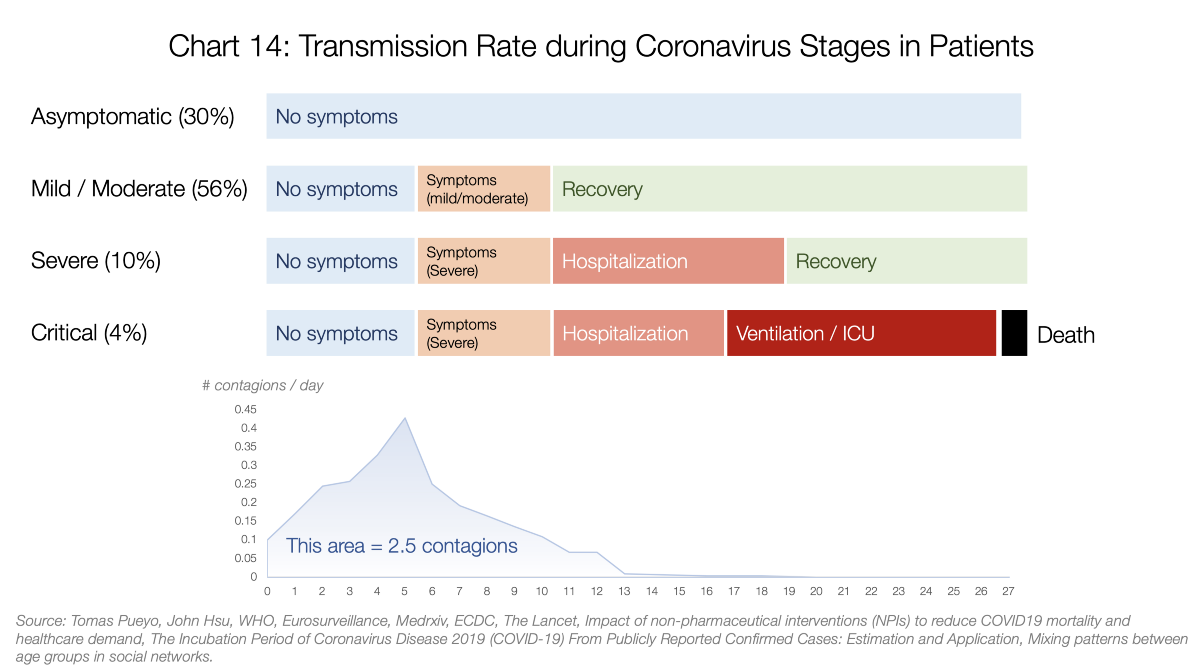 Chart 14: Transmission Rate during Coronavirus Stages in Patients
Asymptomatic (30%)
No symptoms
Mild / Moderate (56%)
No symptoms
Symptoms
(mild/moderate)
Recovery
Severe (10%)
No symptoms
Symptoms
(Severe)
Hospitalization
Recovery
Critical (4%)
No symptoms
Symptoms
(Severe)
Hospitalization
Ventilation / ICU
Death
# contagions / day
0.45
0.4
0.35
0.3
0.25
0.2
0.15
0.1
0.05
0
This area = 2.5 contagions
0 1 2 3 4 5 6 7 8 9 10 11 12 13 14 15 16 17 18 19 20 21 22 23 24 25 26 27
Source: Tomas Pueyo, John Hsu, WHO, Eurosurveillance, Medrxiv, ECDC, The Lancet, Impact of non-pharmaceutical interventions (NPIs) to reduce COVID19 mortality and
healthcare demand, The Incubation Period of Coronavirus Disease 2019 (COVID-19) From Publicly Reported Confirmed Cases: Estimation and Application, Mixing patterns between
age groups in social networks.